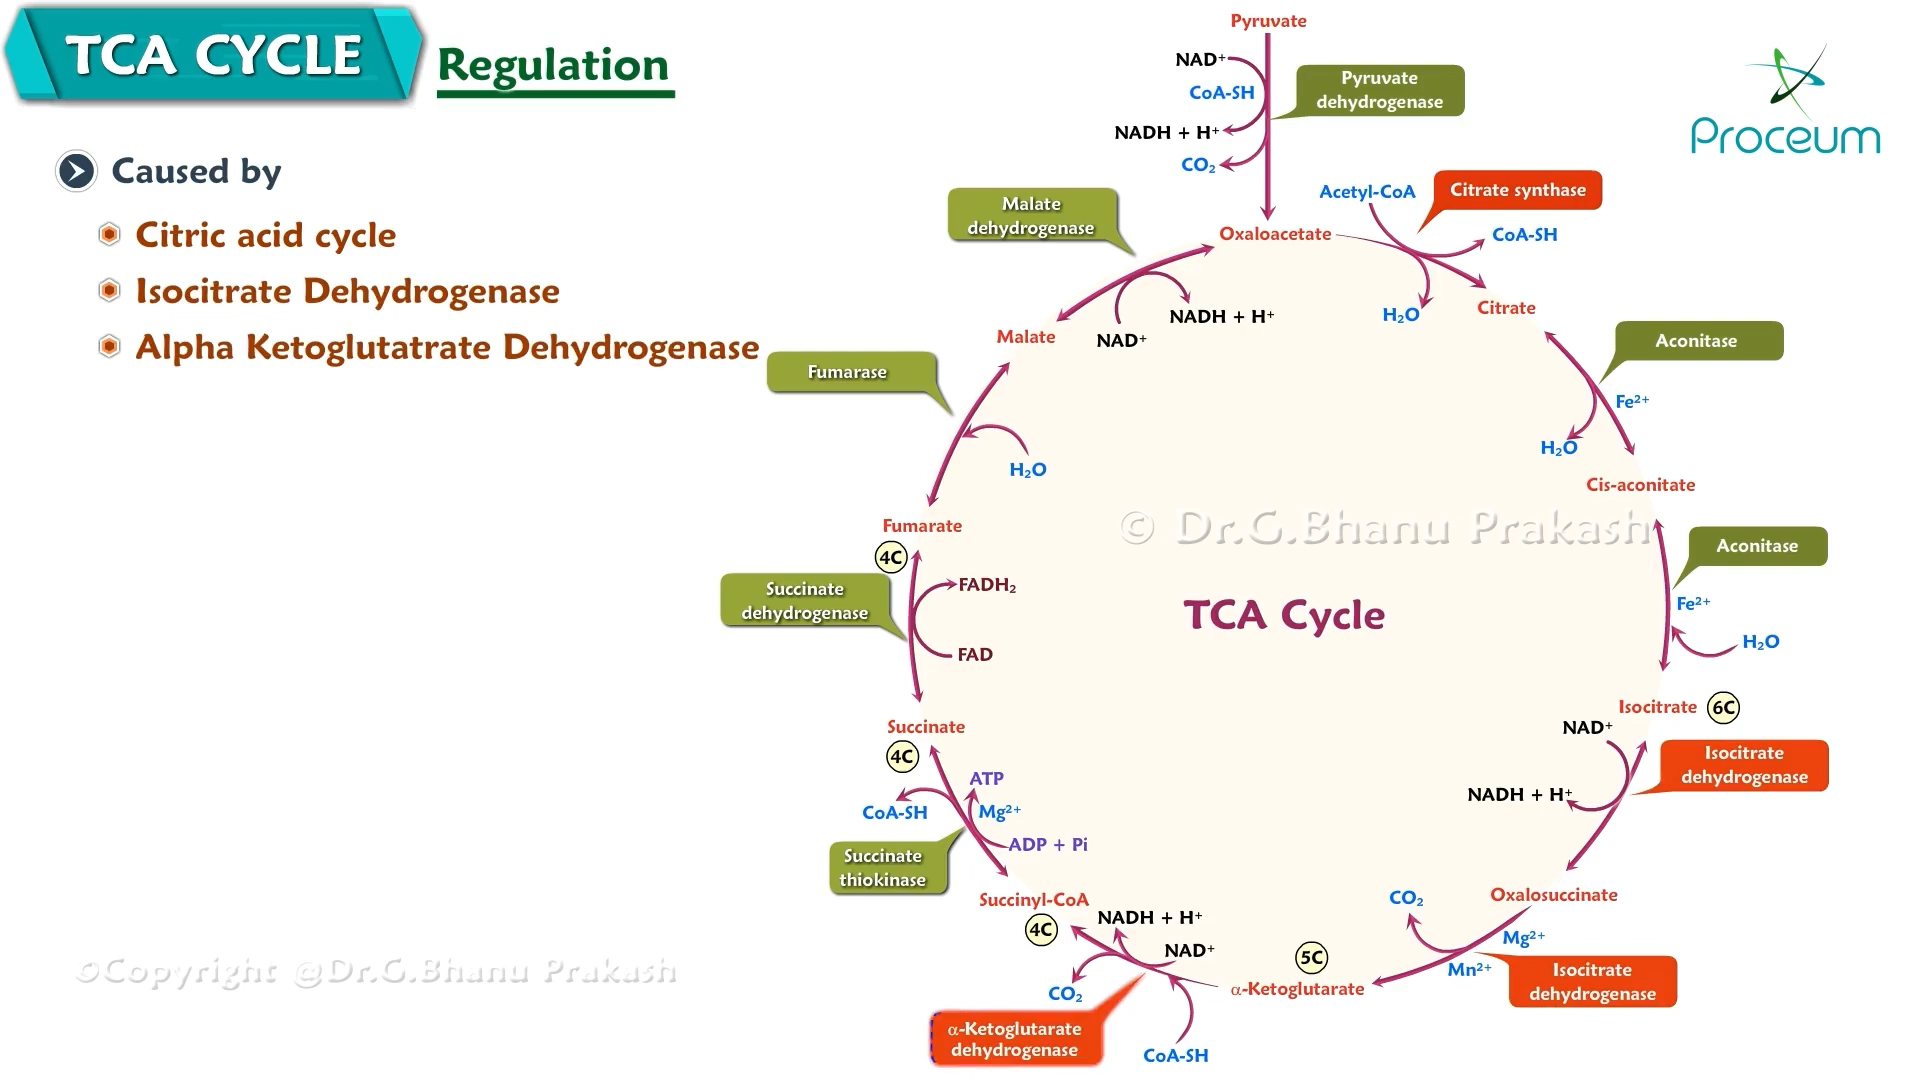 TCA CYCLE
Regulation
Caused by
Citric acid cycle
Isocitrate Dehydrogenase
Alpha Ketoglutatrate Dehydrogenase
Proceum
Pyruvate
NAD⁺
CoA-SH
NADH + H⁺
CO₂
Pyruvate
dehydrogenase
Acetyl-CoA
Citrate synthase
Malate
dehydrogenase
Oxaloacetate
CoA-SH
H₂O
Citrate
NADH + H⁺
NAD⁺
Malate
Aconitase
Fumarase
Fe²⁺
H₂O
H₂O
Cis-aconitate
Fumarate
4C
© Dr.G.Bhanu Prakash
Aconitase
Succinate
dehydrogenase
FADH₂
FAD
TCA Cycle
Fe²⁺
H₂O
Isocitrate
6C
NAD⁺
Succinate
4C
Isocitrate
dehydrogenase
NADH + H⁺
ATP
CoA-SH
Mg²⁺
ADP + Pi
Succinate
thiokinase
Succinyl-CoA
4C
Oxalosuccinate
CO₂
NADH + H⁺
NAD⁺
Mg²⁺
Mn²⁺
5C
α-Ketoglutarate
Isocitrate
dehydrogenase
CO₂
α-Ketoglutarate
dehydrogenase
CoA-SH
©Copyright @Dr.G.Bhanu Prakash